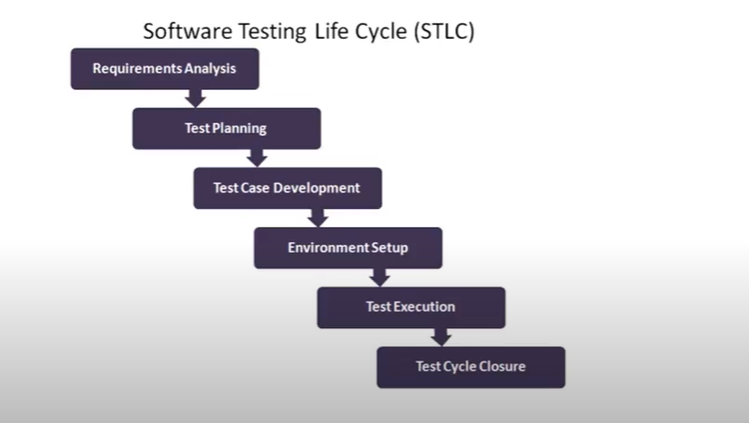 Software Testing Life Cycle (STLC)
Requirements Analysis
Test Planning
Test Case Development
Environment Setup
Test Execution
Test Cycle Closure